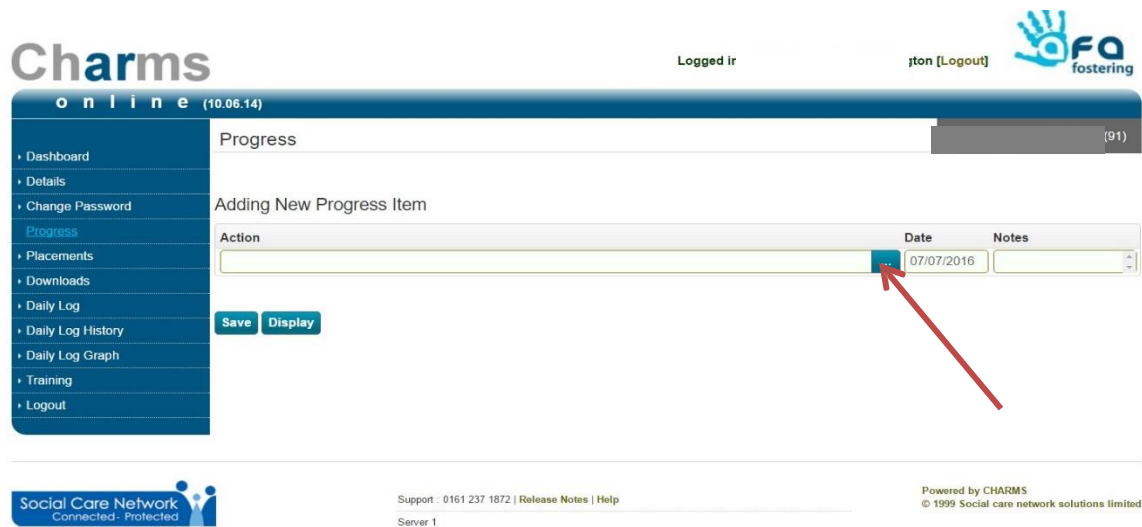 Charms
online (10.06.14)
Logged ir
[Logout]
afa
fostering
Progress
(91)
Dashboard
Details
Change Password
Progress
Placements
Downloads
Daily Log
Daily Log History
Daily Log Graph
Training
Logout
Adding New Progress Item
Action Date Notes
... 07/07/2016
Save Display
Social Care Network
Connected- Protected
Support : 0161 237 1872 | Release Notes | Help
Server 1
Powered by CHARMS
© 1999 Social care network solutions limited